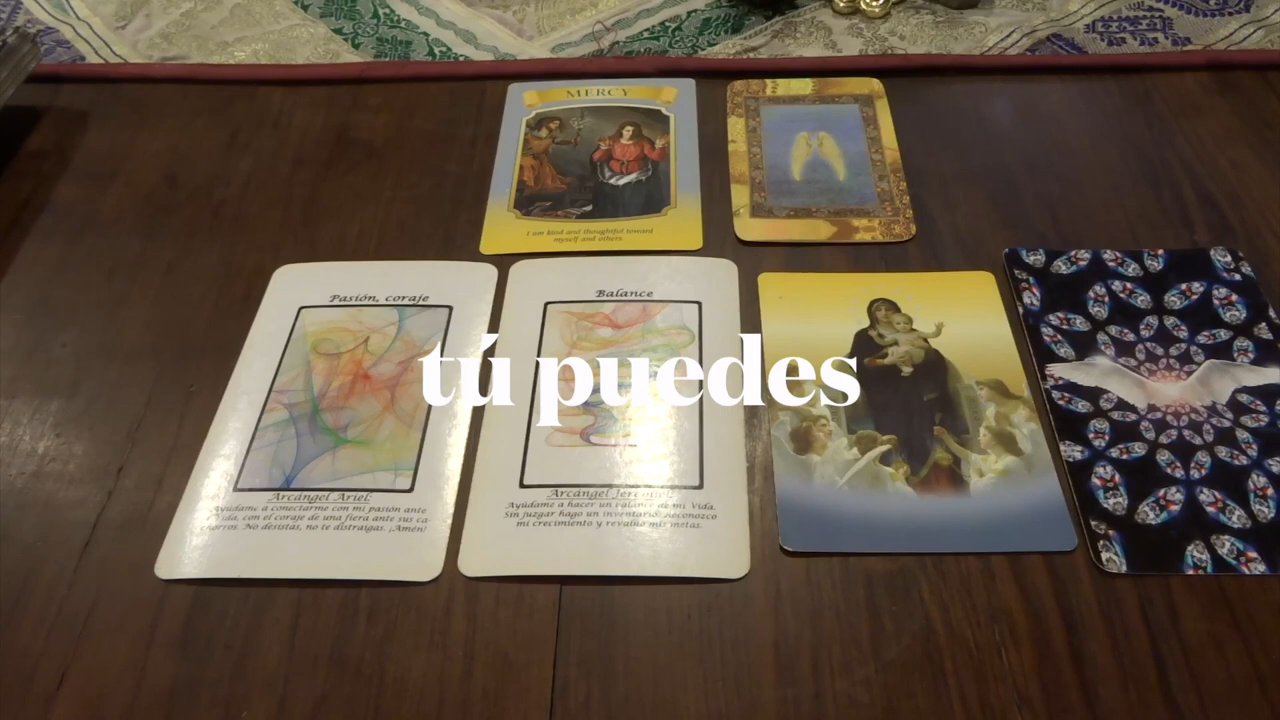 MERCY
I am kind and thoughtful toward
myself and others.
Pasión, coraje
Balance
tú puedes
Arcángel Ariel:
Ayúdame a conectarme con mi pasión ante
vida, con el coraje de una fiera ante sus ca-
chorros. No desistas, no te distraigas. ¡Amén!
Arcángel Jeremiel:
Ayúdame a hacer un balance de mi Vida.
Sin juzgar hago un inventario. Reconozco
mi crecimiento y revalúo mis metas.